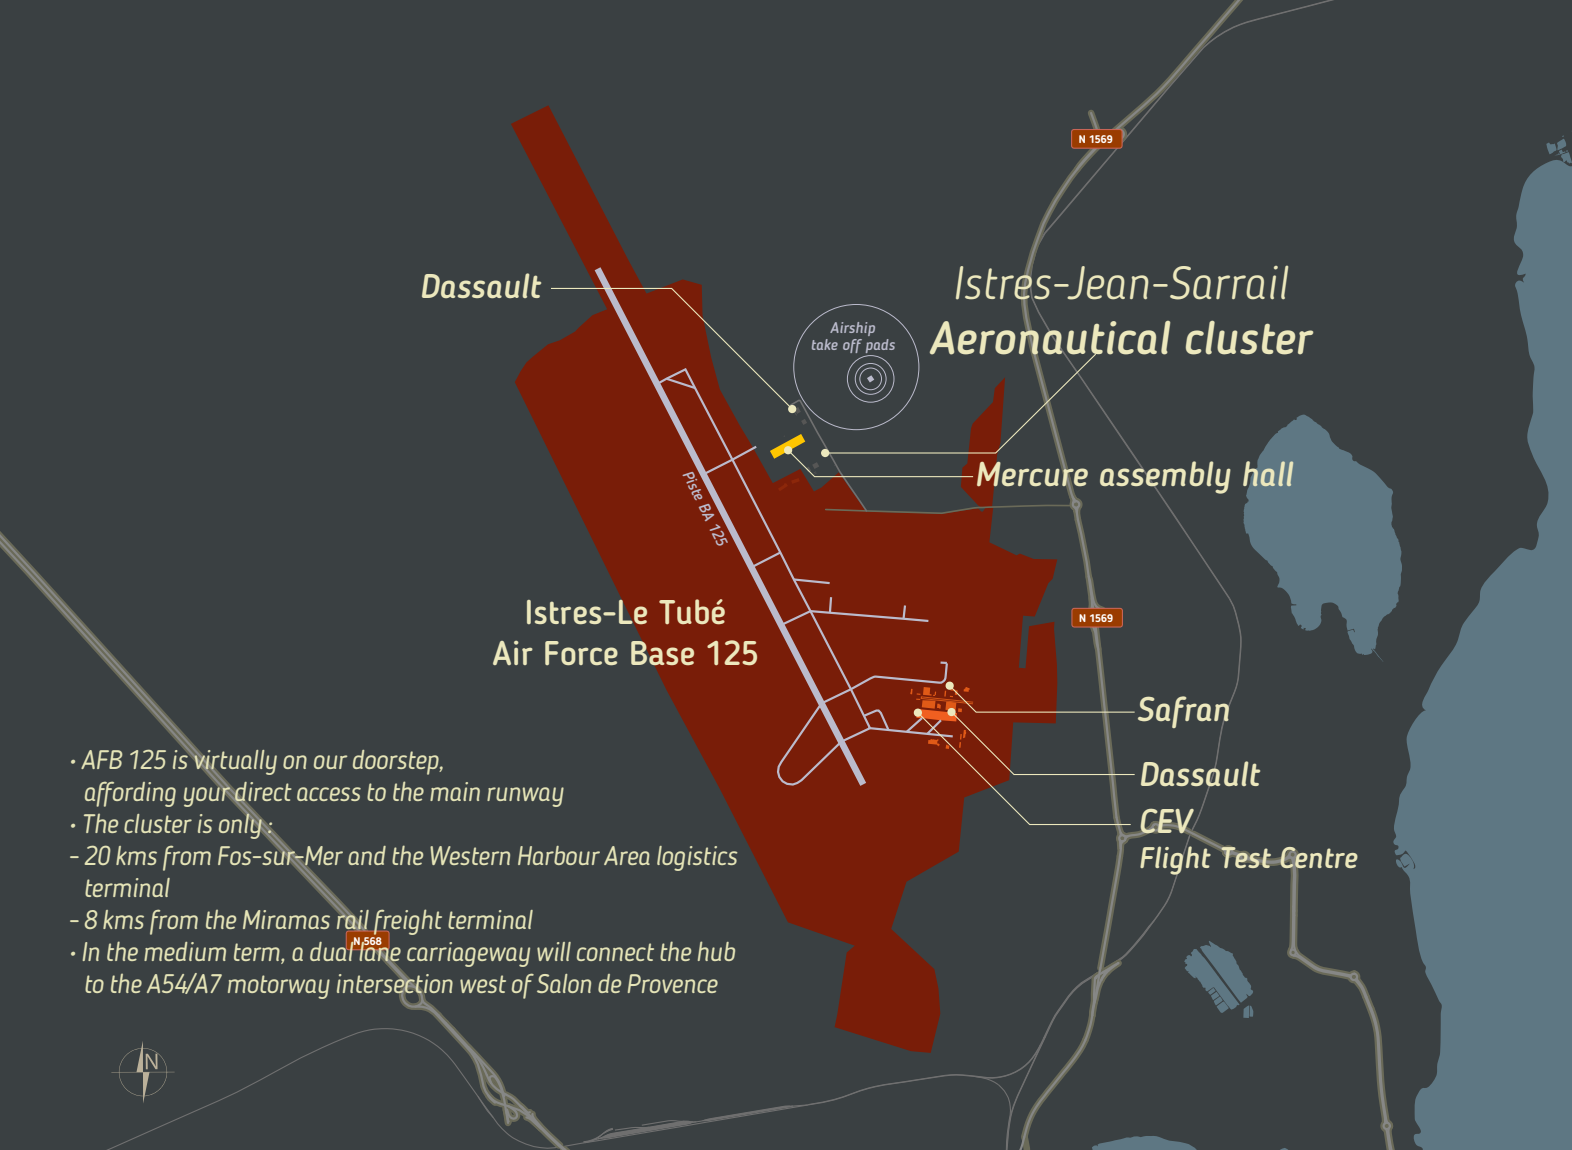 N 1569
Istres-Jean-Sarrail
Aeronautical cluster
Dassault
Airship
take off pads
Mercure assembly hall
Piste BA 125
Istres-Le Tubé
Air Force Base 125
N 1569
Safran
Dassault
CEV
Flight Test Centre
• AFB 125 is virtually on our doorstep,
affording your direct access to the main runway
• The cluster is only :
- 20 kms from Fos-sur-Mer and the Western Harbour Area logistics
terminal
- 8 kms from the Miramas rail freight terminal
N 568
• In the medium term, a dual lane carriageway will connect the hub
to the A54/A7 motorway intersection west of Salon de Provence
N